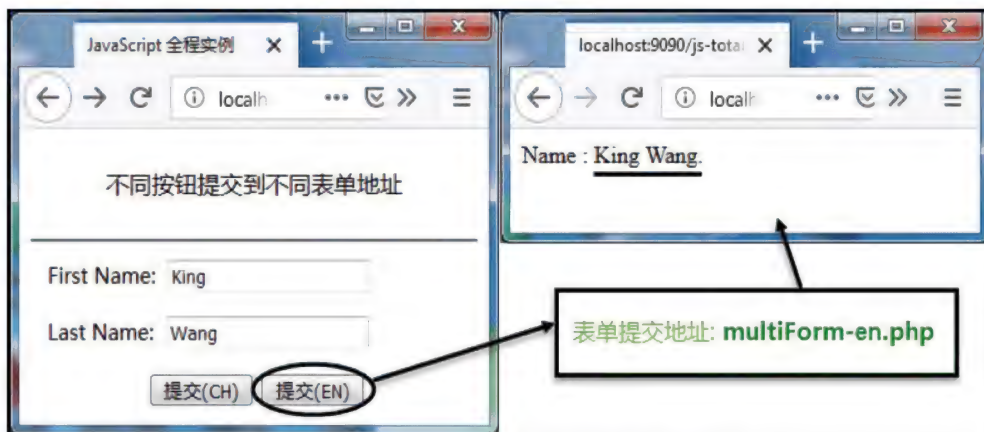 JavaScript 全程实例
localh
不同按钮提交到不同表单地址
First Name: King
Last Name: Wang
提交(CH) 提交(EN)
localhost:9090/js-tota
localh
Name : King Wang.
表单提交地址: multiForm-en.php